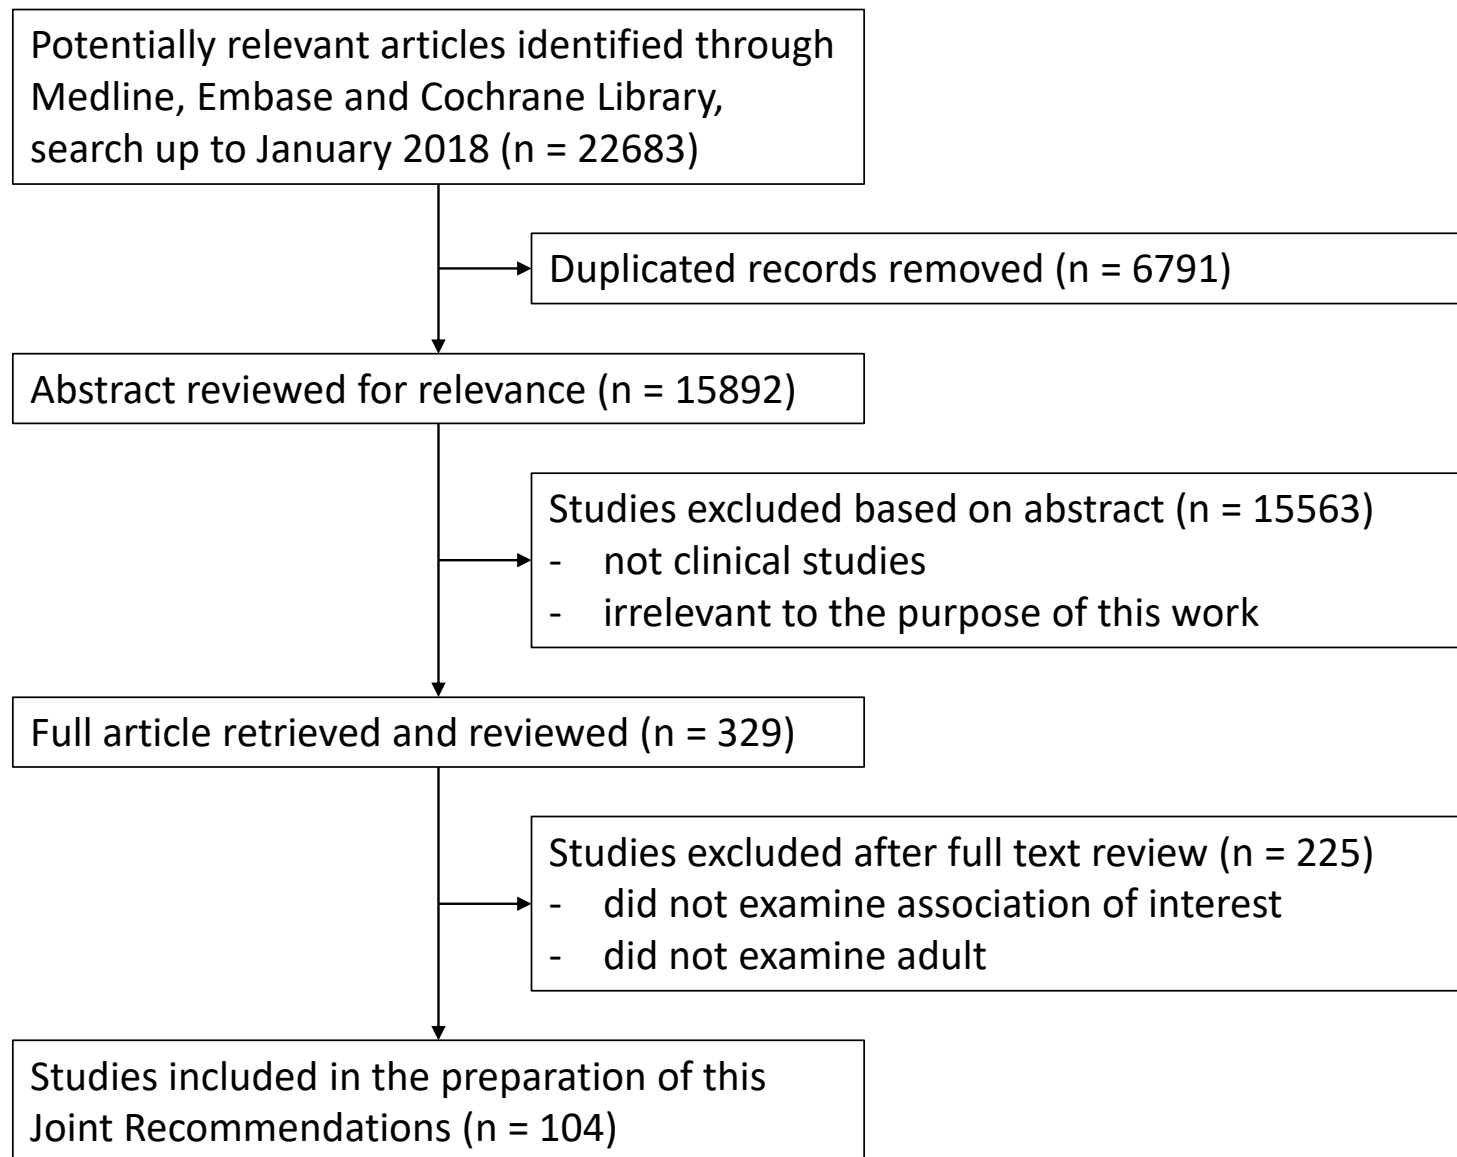 Potentially relevant articles identified through
Medline, Embase and Cochrane Library,
search up to January 2018 (n = 22683)
Duplicated records removed (n = 6791)
Abstract reviewed for relevance (n = 15892)
Studies excluded based on abstract (n = 15563)
- not clinical studies
- irrelevant to the purpose of this work
Full article retrieved and reviewed (n = 329)
Studies excluded after full text review (n = 225)
- did not examine association of interest
- did not examine adult
Studies included in the preparation of this
Joint Recommendations (n = 104)